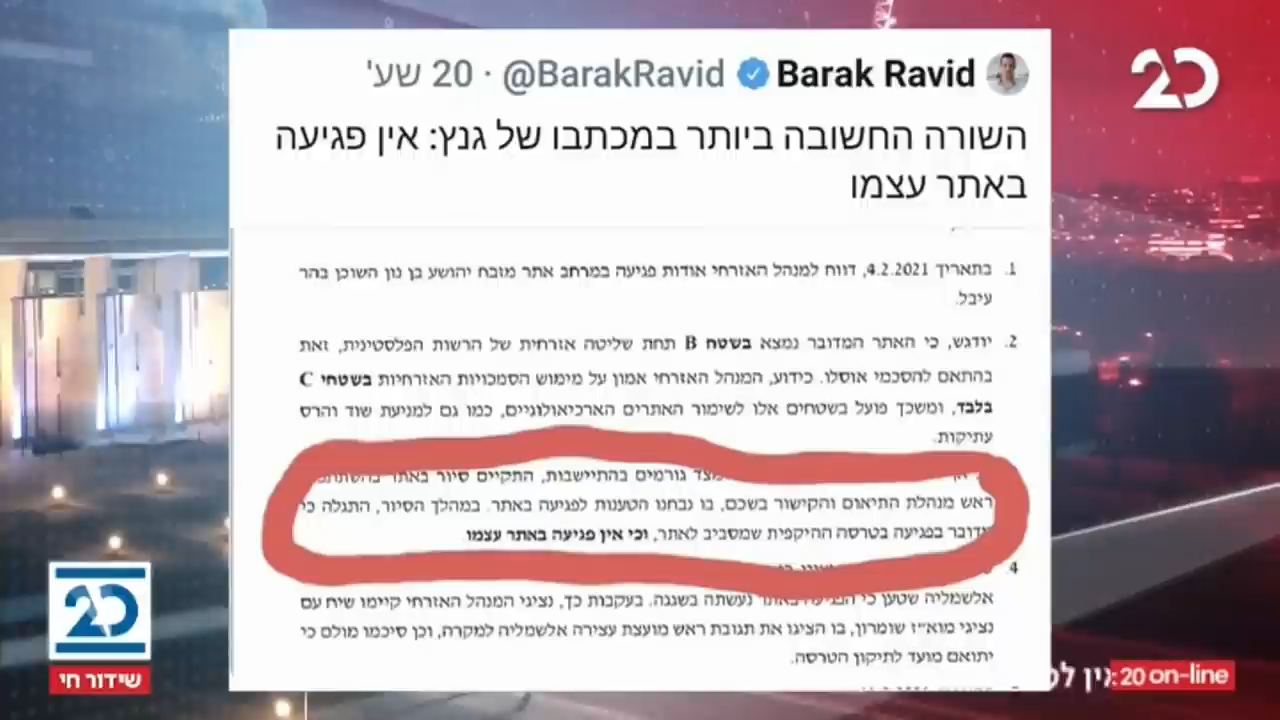 Barak Ravid @BarakRavid · 20 שע'
השורה החשובה ביותר במכתבו של גנץ: אין פגיעה
באתר עצמו
1. בתאריך 4.2.2021, דווח למנהל האזרחי אודות פגיעה במרחב אתר מזבח יהושע בן נון השוכן בהר
עיבל.
2. יודגש, כי האתר המדובר נמצא בשטח B תחת שליטה אזרחית של הרשות הפלסטינית, זאת
בהתאם להסכמי אוסלו. כידוע, המנהל האזרחי אמון על מימוש הסמכויות האזרחיות בשטחי C
בלבד, ומשכך פועל בשטחים אלו לשימור האתרים הארכיאולוגיים, כמו גם למניעת שוד והרס
עתיקות.
מצד גורמים בהתיישבות, התקיים סיור באתר
ראש מנהלת התיאום והקישור בשכם, בו נבחנו הטענות לפגיעה באתר. במהלך הסיור, התגלה כי
מדובר בפגיעה בטרסה ההיקפית שמסביב לאתר, וכי אין פגיעה באתר עצמו
4.
אלשמליה שטען כי הפגיעה באתר נעשתה בשגגה. בעקבות כך, נציגי המנהל האזרחי קיימו שיח עם
נציגי מוא"ז שומרון, בו הציגו את תגובת ראש מועצת עצירה אלשמליה למקרה, וכן סיכמו מולם כי
יתואם מועד לתיקון הטרסה.
20
20
שידור חי
20 on-line